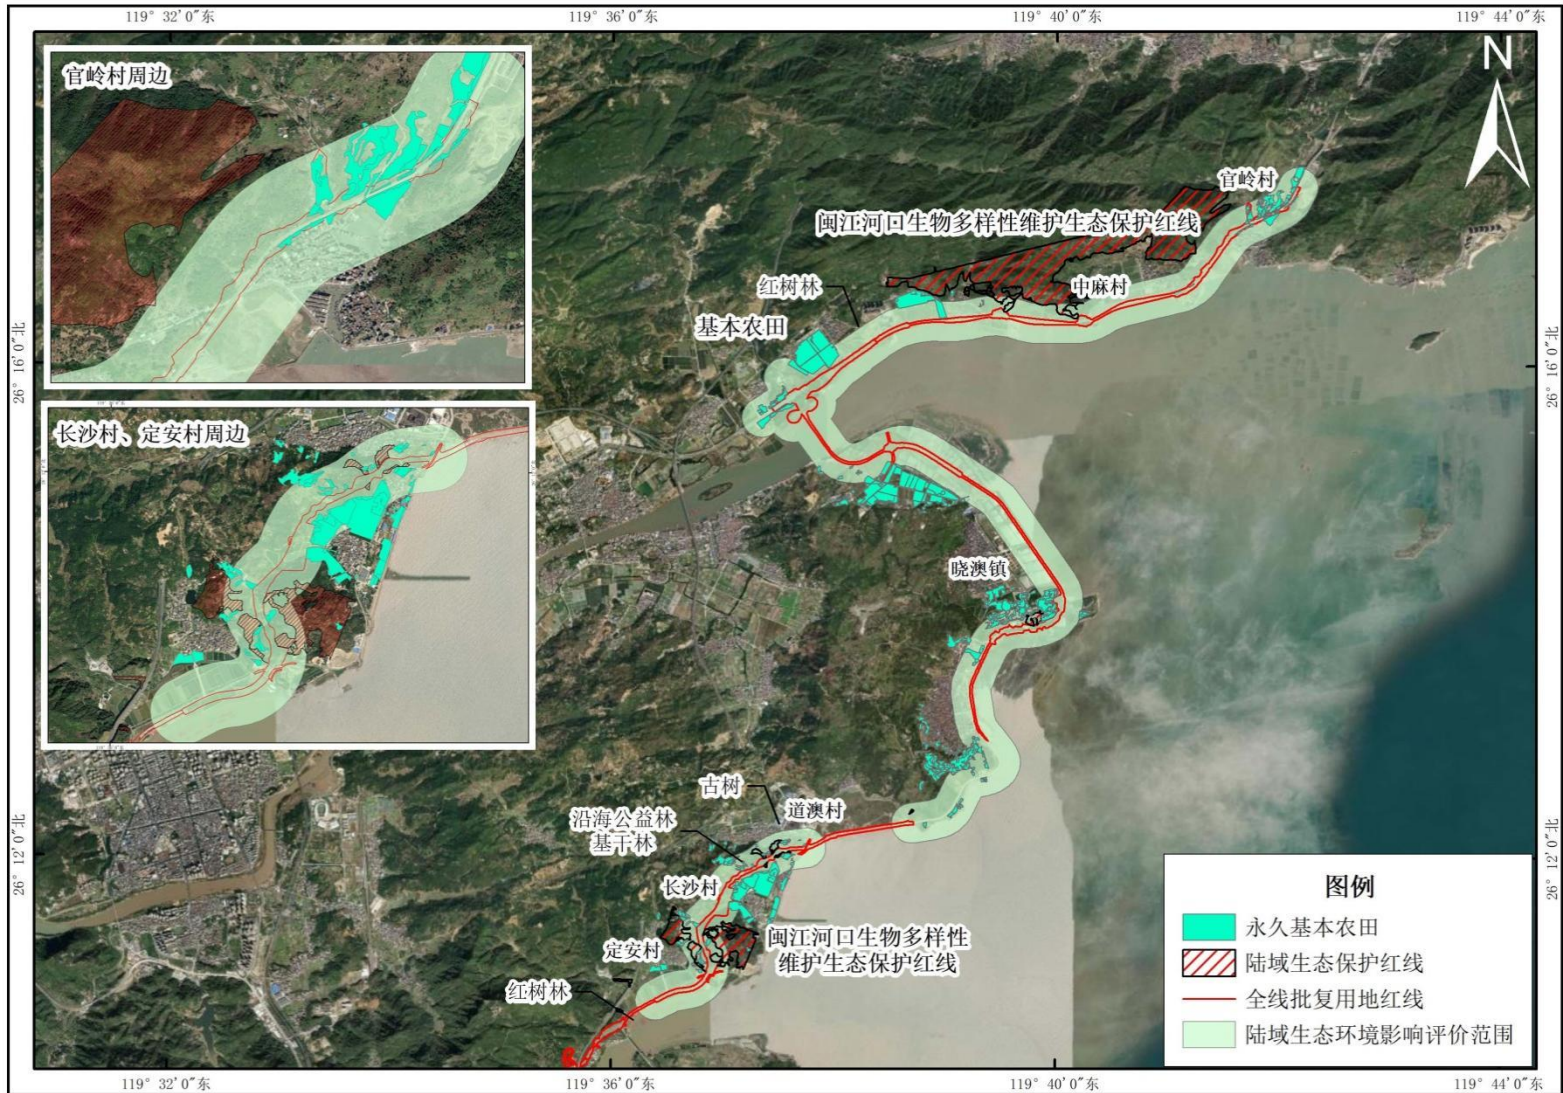 119° 32′0″东
119° 36′0″东
119° 40′0″东
119° 44′0″东
N
官岭村周边
官岭村
闽江河口生物多样性维护生态保护红线
中麻村
红树林
基本农田
26° 16′0″北
26° 16′0″北
长沙村、定安村周边
晓澳镇
古树
道澳村
沿海公益林
基干林
26° 12′0″北
26° 12′0″北
长沙村
闽江河口生物多样性
维护生态保护红线
定安村
红树林
图例
永久基本农田
陆域生态保护红线
全线批复用地红线
陆域生态环境影响评价范围
119° 32′0″东
119° 36′0″东
119° 40′0″东
119° 44′0″东